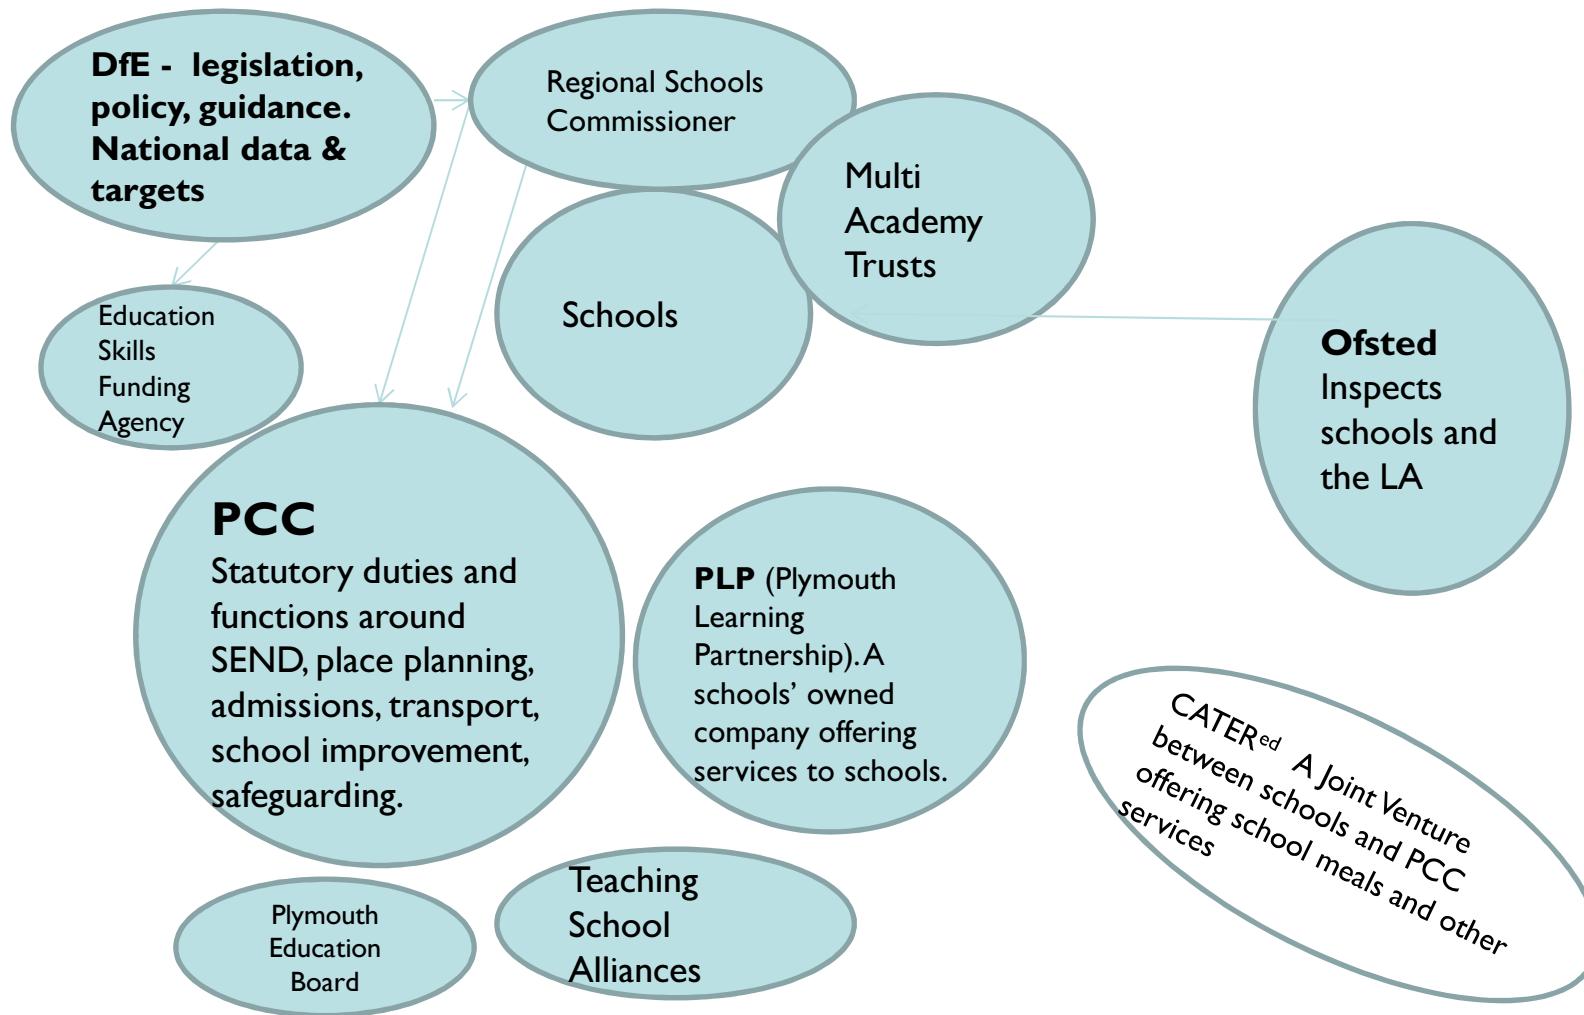 DfE - legislation,
policy, guidance.
National data &
targets
Regional Schools
Commissioner
Multi
Academy
Trusts
Schools
Education
Skills
Funding
Agency
Ofsted
Inspects
schools and
the LA
PCC
Statutory duties and
functions around
SEND, place planning,
admissions, transport,
school improvement,
safeguarding.
PLP (Plymouth
Learning
Partnership). A
schools’ owned
company offering
services to schools.
CATERed A Joint Venture
between schools and PCC
offering school meals and other
services
Teaching
School
Alliances
Plymouth
Education
Board